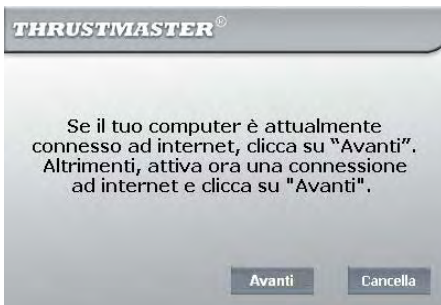 THRUSTMASTER®
Se il tuo computer è attualmente
connesso ad internet, clicca su “Avanti”.
Altrimenti, attiva ora una connessione
ad internet e clicca su "Avanti".
Avanti Cancella